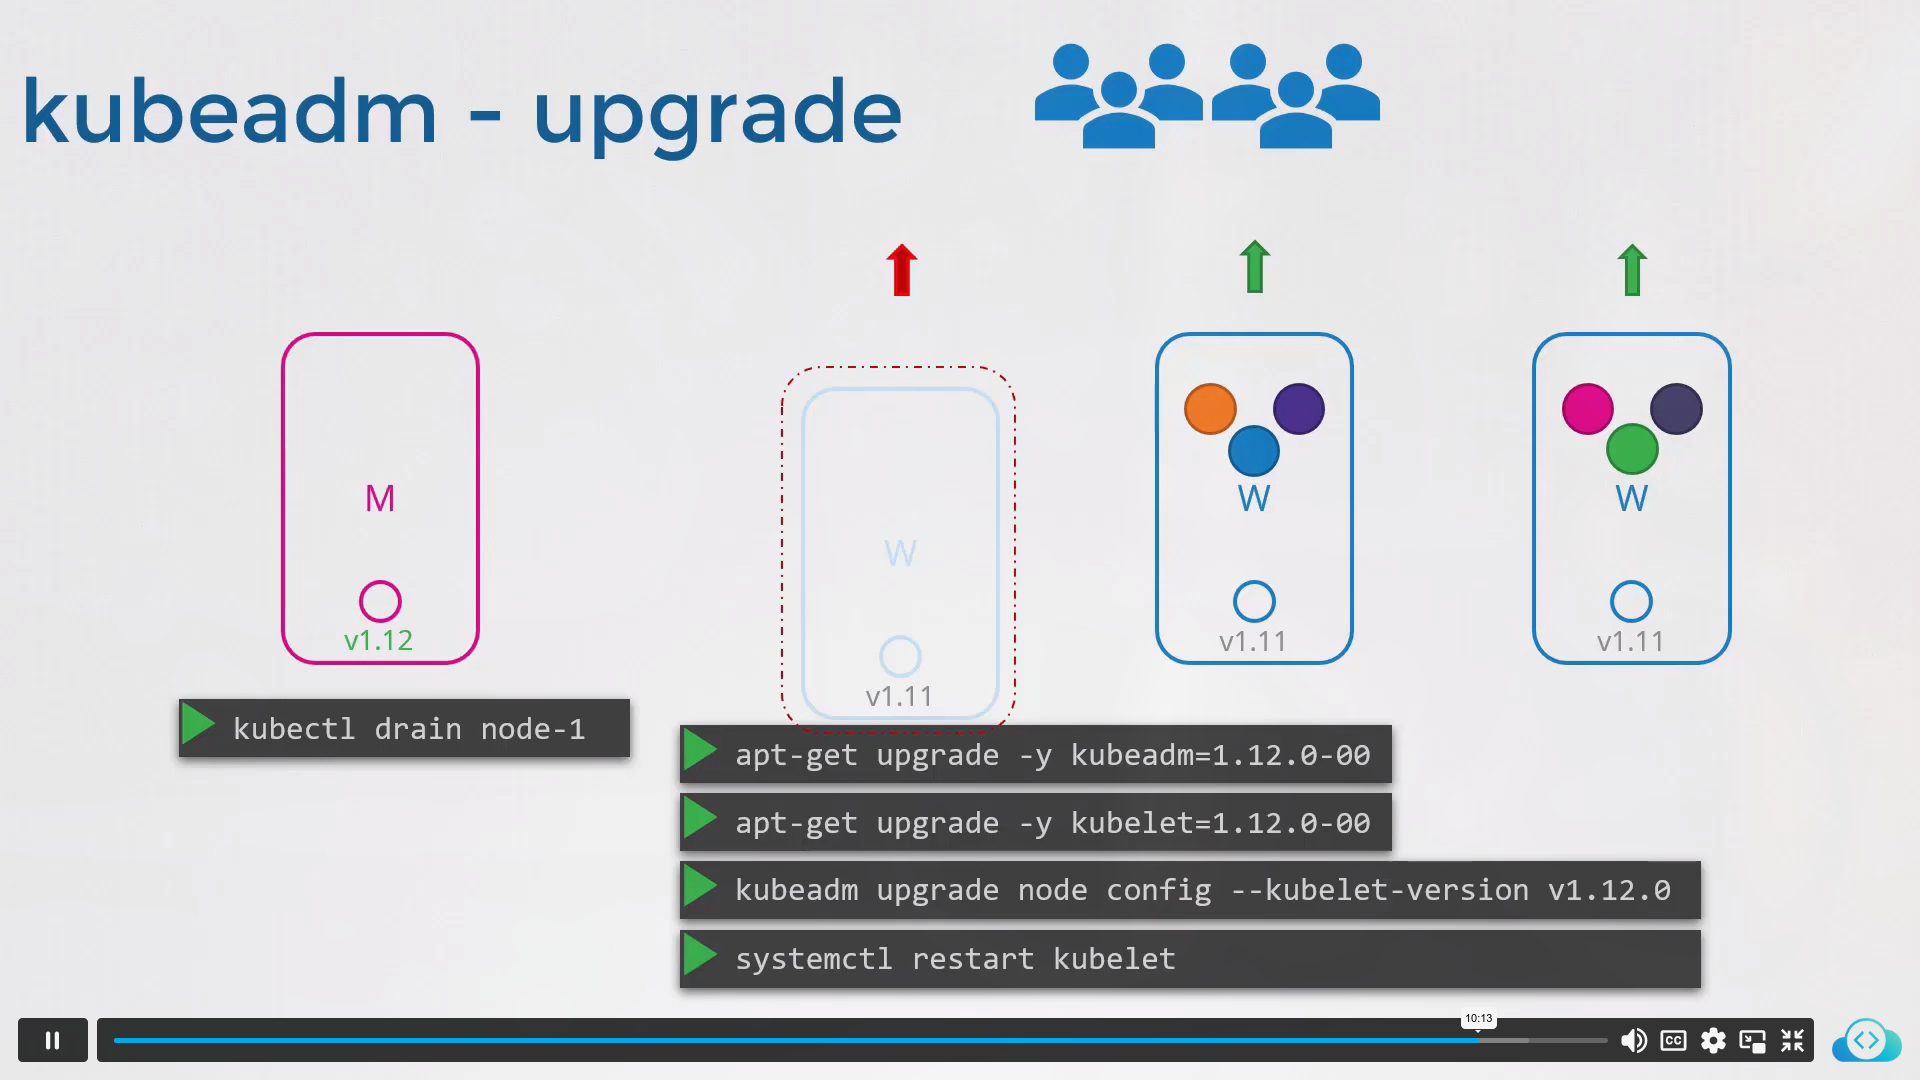 kubeadm - upgrade
M
v1.12
W
v1.11
W
v1.11
W
v1.11
kubectl drain node-1
apt-get upgrade -y kubeadm=1.12.0-00
apt-get upgrade -y kubelet=1.12.0-00
kubeadm upgrade node config --kubelet-version v1.12.0
systemctl restart kubelet
10:13
CC